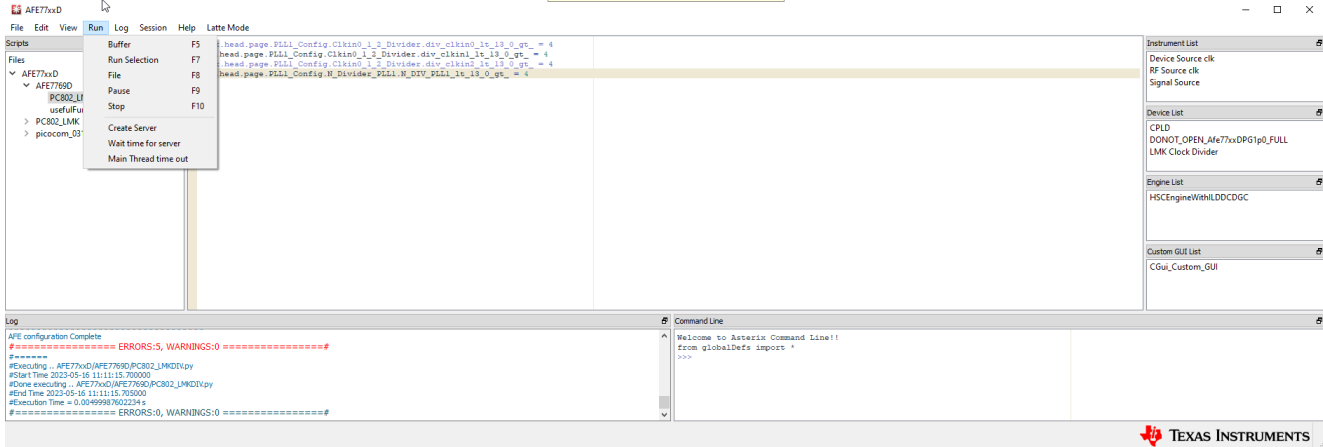 AFE77xxD
File Edit View Run Log Session Help Latte Mode
Scripts
Files
AFE77xxD
AFE7769D
PC802_LM
usefulFu
PC802_LMK
picocom_03
Buffer F5
Run Selection F7
File F8
Pause F9
Stop F10
Create Server
Wait time for server
Main Thread time out
.head.page.PLL1_Config.Clkin0_1_2_Divider.div_clkin0_lt_13_0_gt_ = 4
head.page.PLL1_Config.Clkin0_1_2_Divider.div_clkin1_lt_13_0_gt_ = 4
.head.page.PLL1_Config.Clkin0_1_2_Divider.div_clkin2_lt_13_0_gt_ = 4
head.page.PLL1_Config.N_Divider_PLL1.N_DIV_PLL1_lt_13_0_gt_ = 4
Instrument List
Device Source clk
RF Source clk
Signal Source
Device List
CPLD
DONOT_OPEN_Afe77xxDPG1p0_FULL
LMK Clock Divider
Engine List
HSCEngineWithILDDCDGC
Custom GUI List
CGui_Custom_GUI
Log
AFE configuration Complete
#================ ERRORS:5, WARNINGS:0 ================#
#======
#Executing .. AFE77xxD/AFE7769D/PC802_LMKDIV.py
#Start Time 2023-05-16 11:11:15.700000
#Done executing .. AFE77xxD/AFE7769D/PC802_LMKDIV.py
#End Time 2023-05-16 11:11:15.705000
#Execution Time = 0.00499987602234 s
#================ ERRORS:0, WARNINGS:0 ================#
Command Line
Welcome to Asterix Command Line!!
from globalDefs import *
>>>
TEXAS INSTRUMENTS